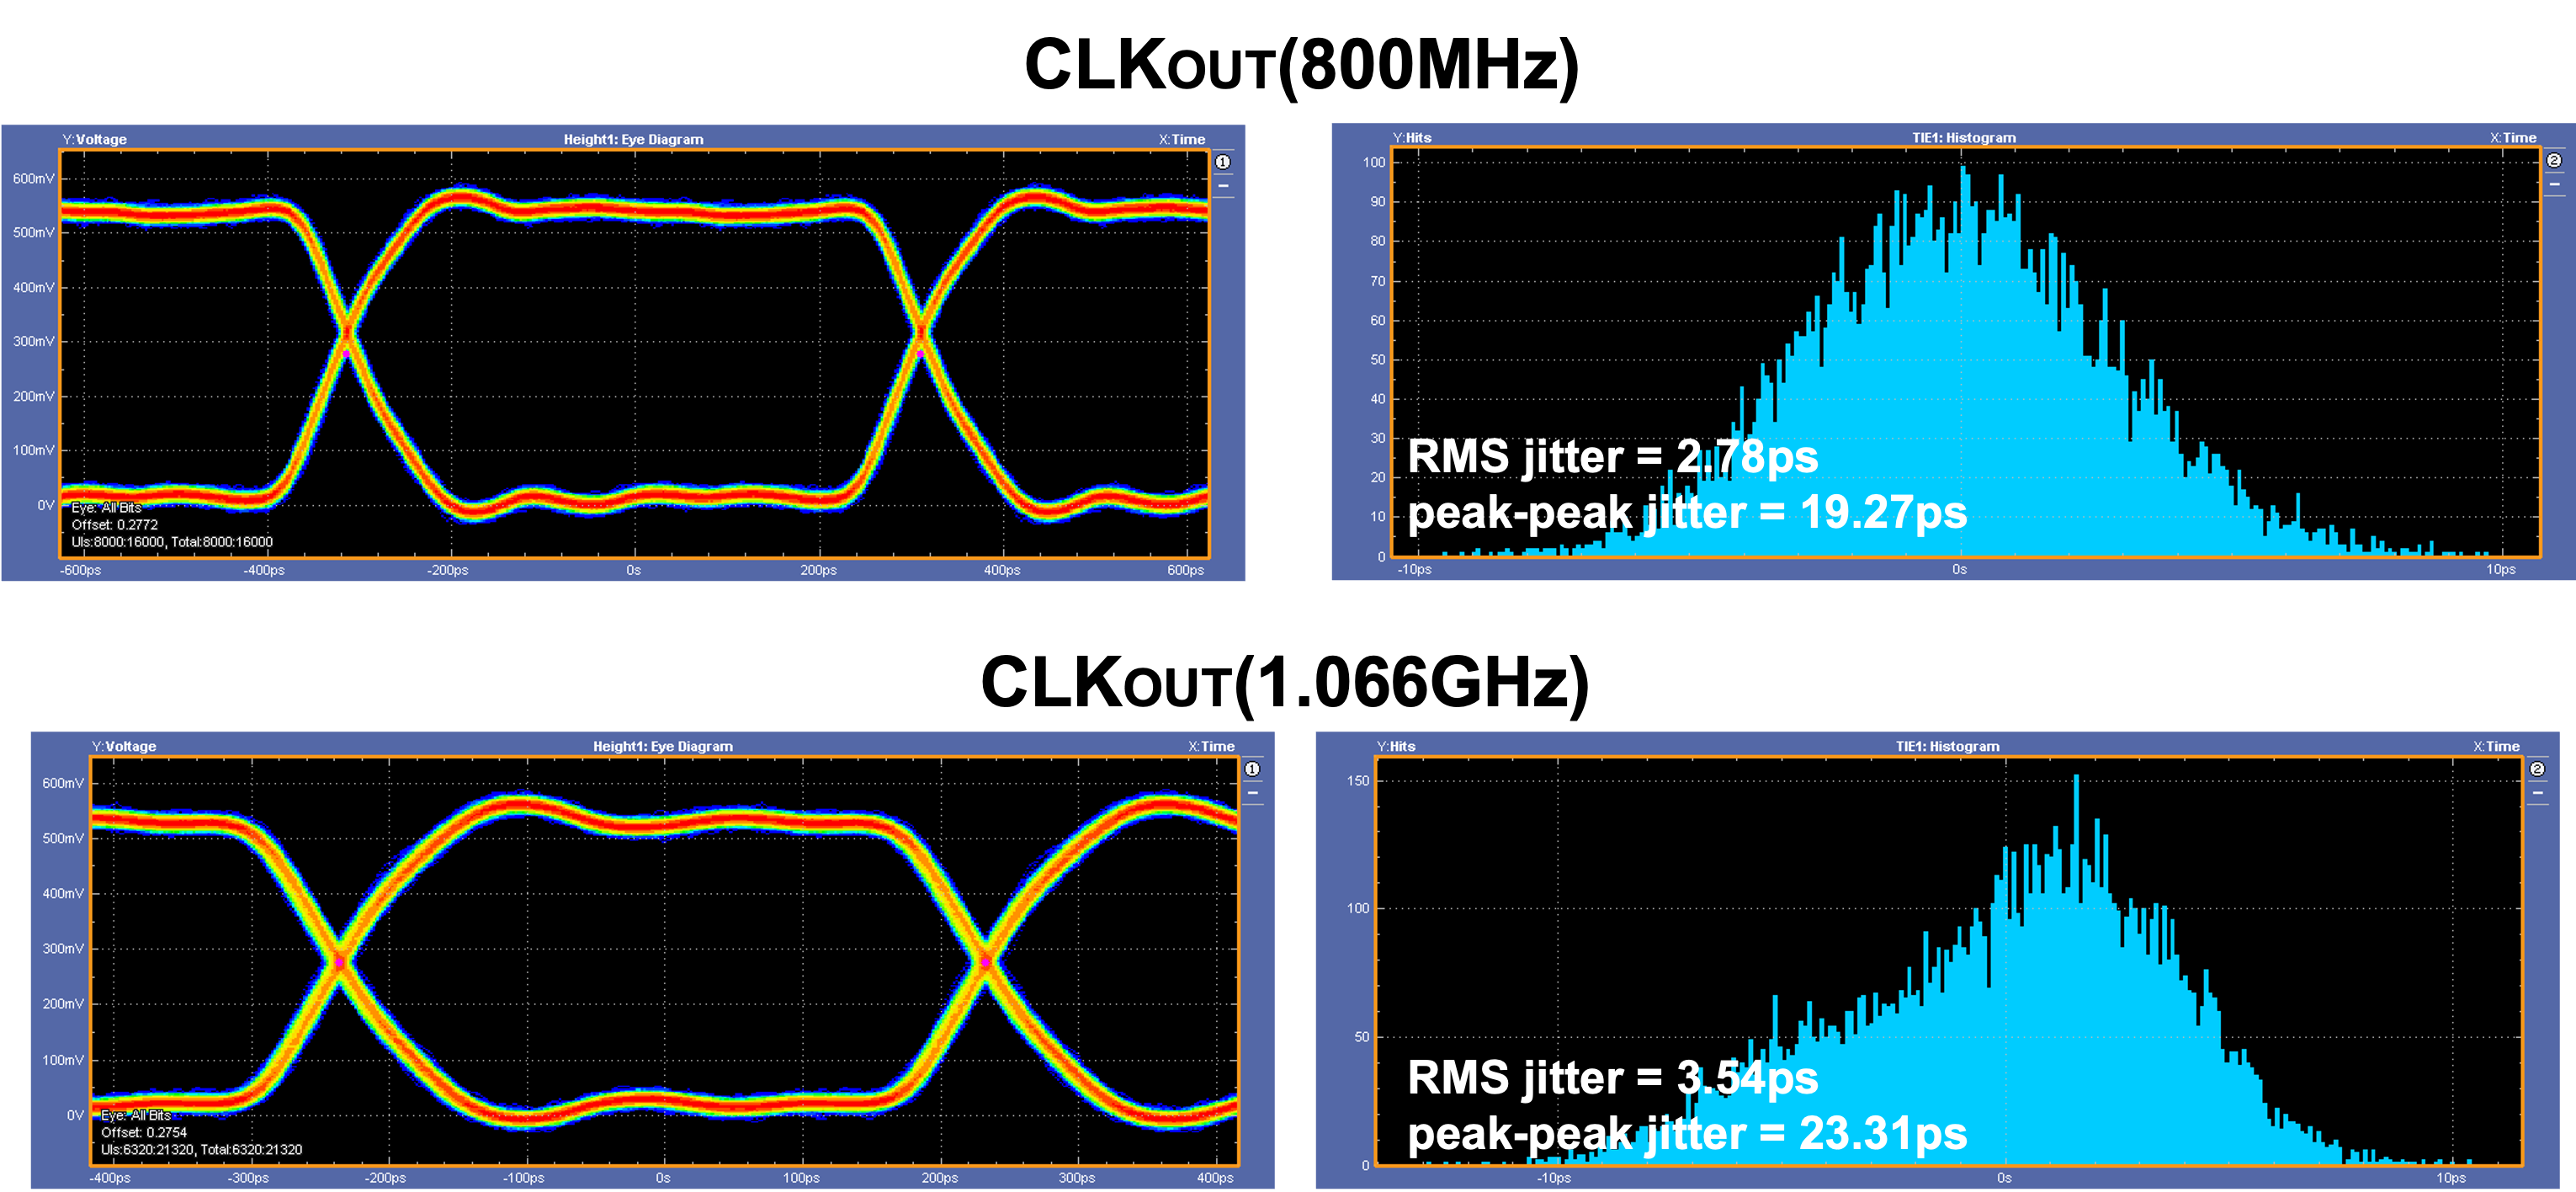 CLKOUT(800MHz)
Y:Voltage Height1: Eye Diagram X:Time
1
600mV
500mV
400mV
300mV
200mV
100mV
0V
Eye: All Bits
Offset: 0.2772
UIs:8000:16000, Total:8000:16000
-600ps -400ps -200ps 0s 200ps 400ps 600ps
Y:Hits TIE1: Histogram X:Time
2
100
90
80
70
60
50
40
30
20
10
0
RMS jitter = 2.78ps
peak-peak jitter = 19.27ps
-10ps 0s 10ps
CLKOUT(1.066GHz)
Y:Voltage Height1: Eye Diagram X:Time
1
600mV
500mV
400mV
300mV
200mV
100mV
0V
Eye: All Bits
Offset: 0.2754
UIs:6320:21320, Total:6320:21320
-400ps -300ps -200ps -100ps 0s 100ps 200ps 300ps 400ps
Y:Hits TIE1: Histogram X:Time
2
150
100
50
0
RMS jitter = 3.54ps
peak-peak jitter = 23.31ps
-10ps 0s 10ps